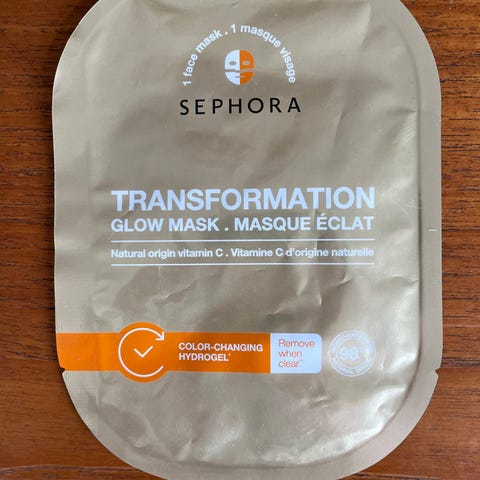 1 face mask . 1 masque visage
SEPHORA
TRANSFORMATION
GLOW MASK . MASQUE ÉCLAT
Natural origin vitamin C . Vitamine C d'origine naturelle
COLOR-CHANGING
HYDROGEL*
Remove
when
clear**
98